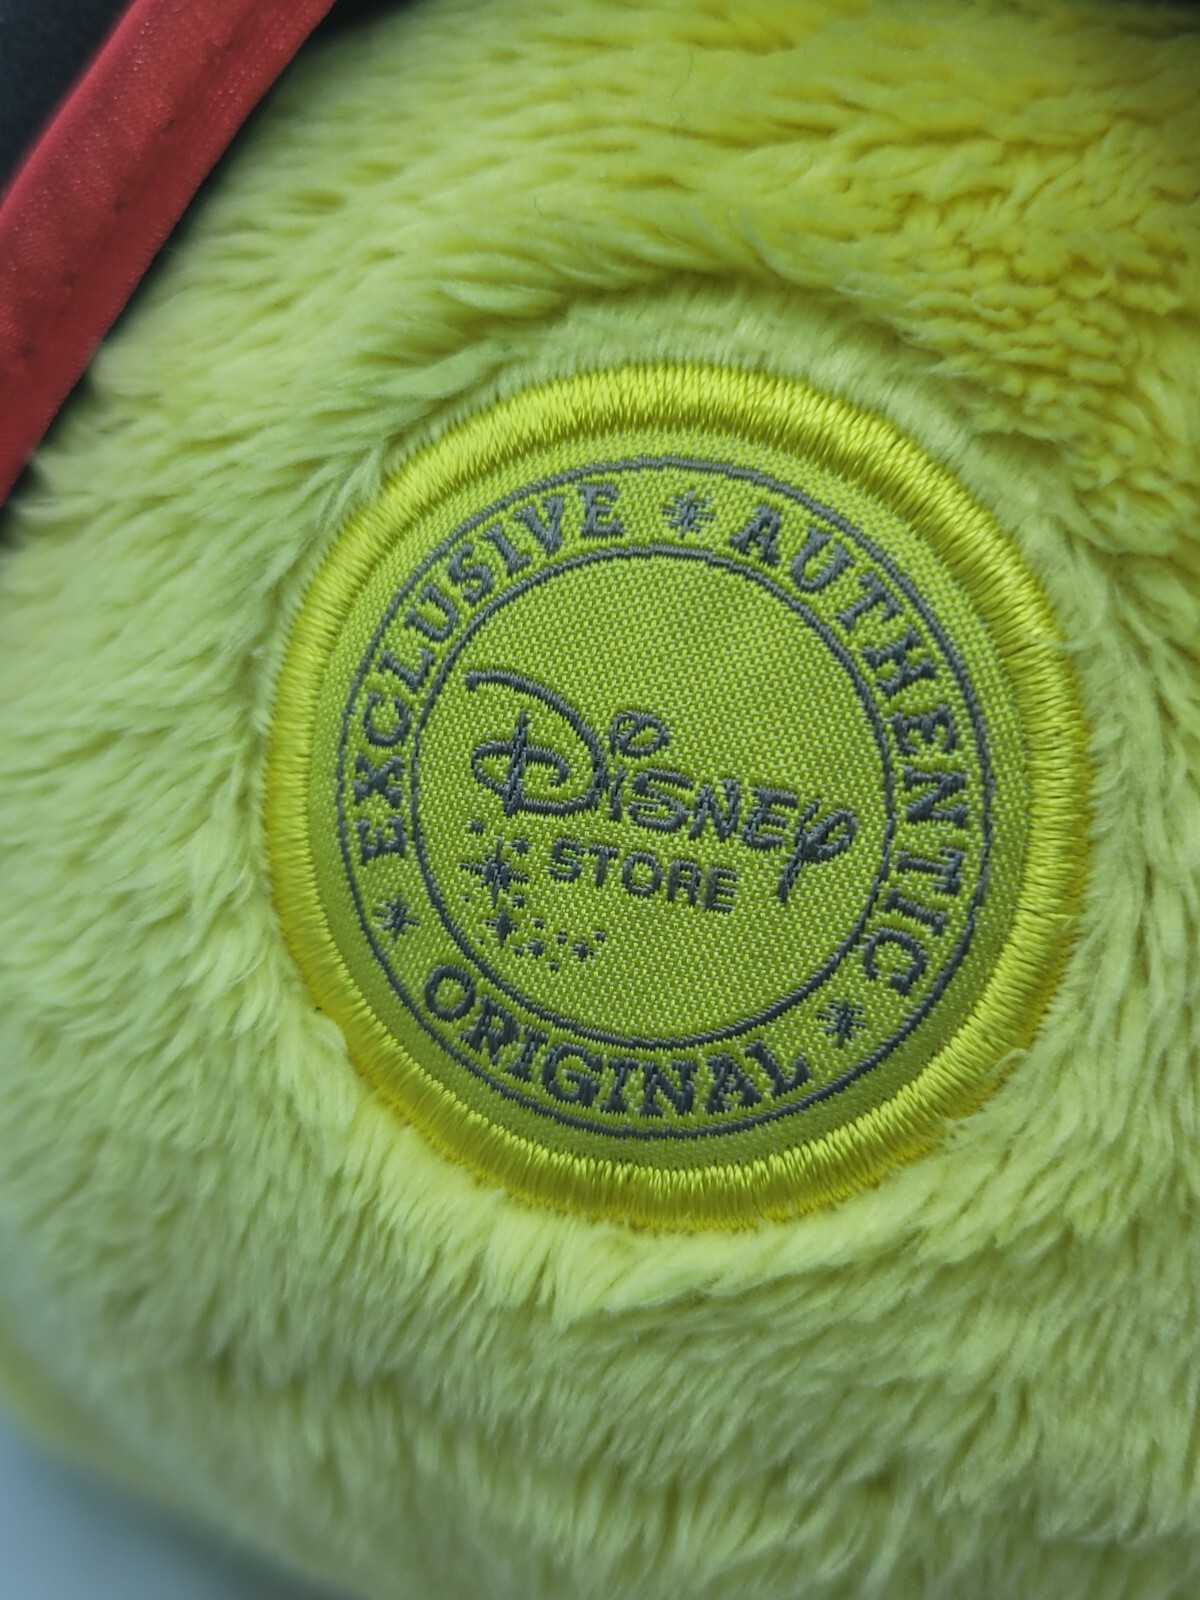 EXCLUSIVE * AUTHENTIC * ORIGINAL *
Disney
STORE